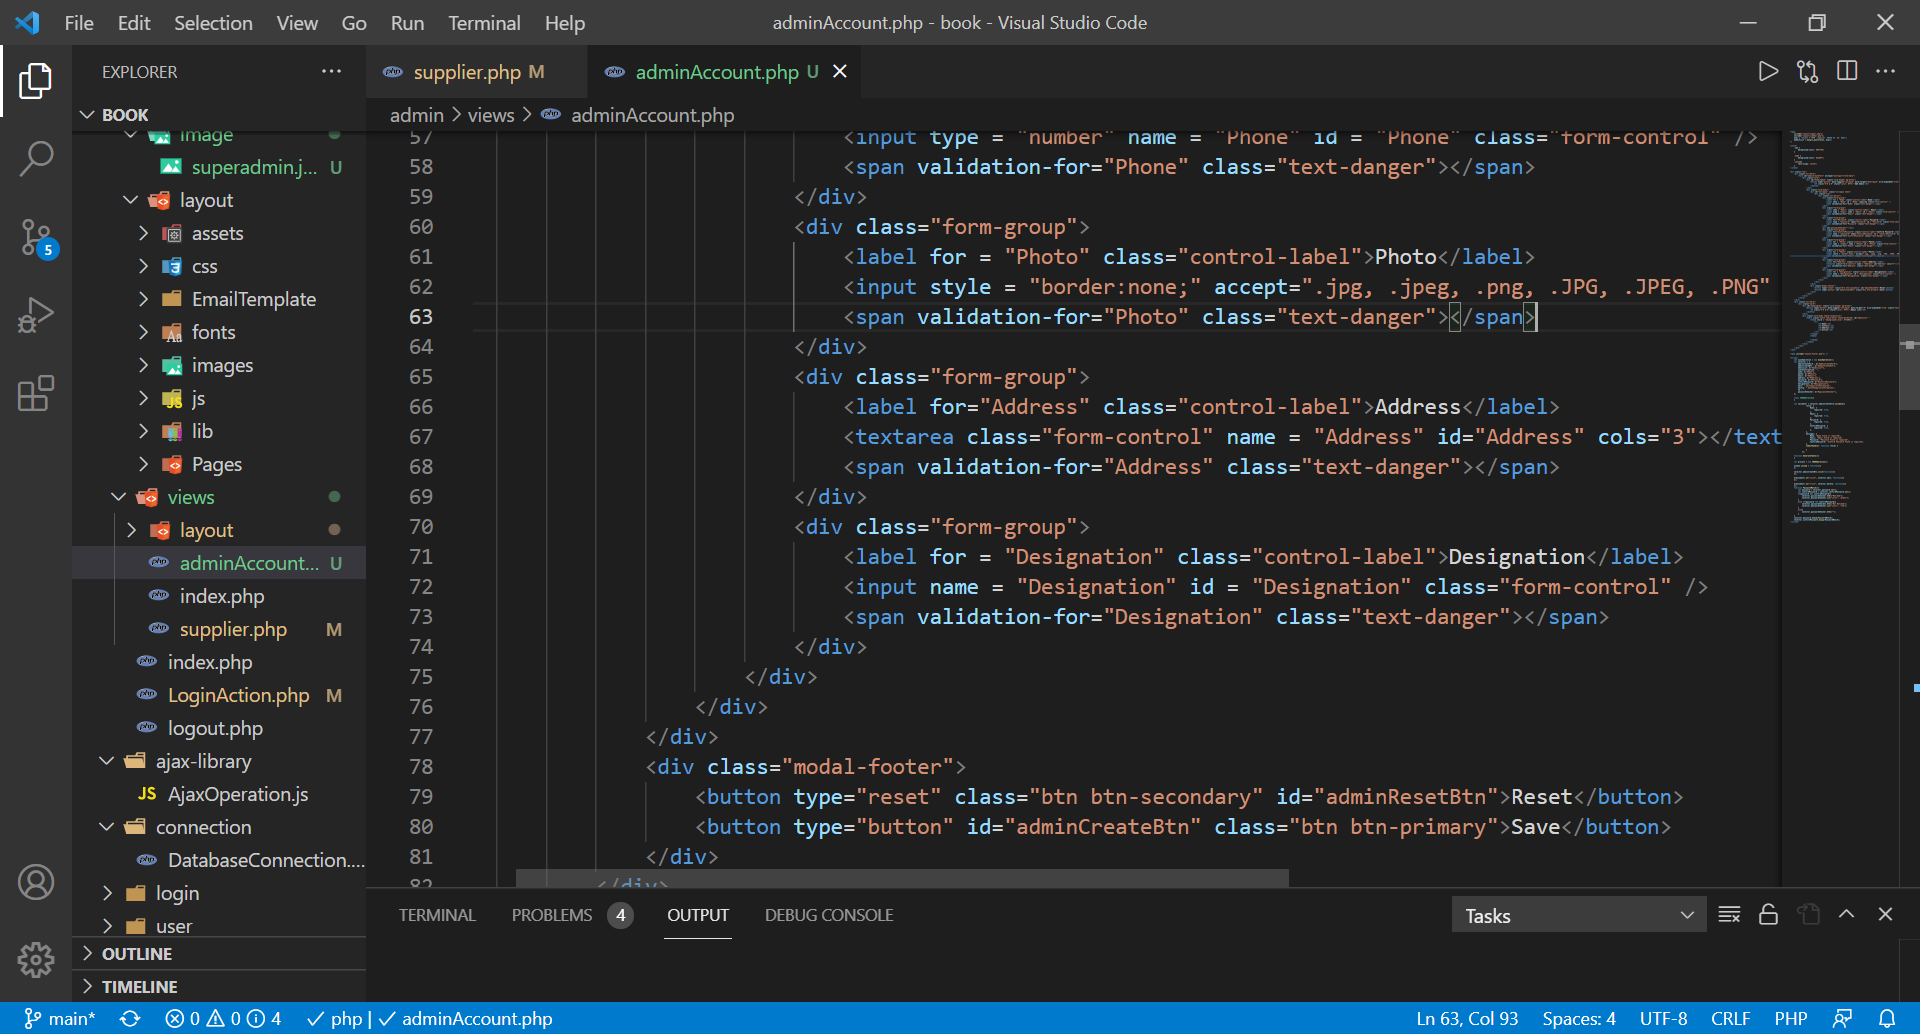 File Edit Selection View Go Run Terminal Help adminAccount.php - book - Visual Studio Code
EXPLORER
supplier.php M
adminAccount.php U
BOOK
admin > views > adminAccount.php
image
superadmin.j... U
layout
assets
css
EmailTemplate
fonts
images
js
lib
Pages
views
layout
adminAccount... U
index.php
supplier.php M
index.php
LoginAction.php M
logout.php
ajax-library
JS AjaxOperation.js
connection
DatabaseConnection....
login
user
OUTLINE
TIMELINE
5
57 <input type = "number" name = "Phone" id = "Phone" class="form-control" />
58 <span validation-for="Phone" class="text-danger"></span>
59 </div>
60 <div class="form-group">
61 <label for = "Photo" class="control-label">Photo</label>
62 <input style = "border:none;" accept=".jpg, .jpeg, .png, .JPG, .JPEG, .PNG"
63 <span validation-for="Photo" class="text-danger"></span>
64 </div>
65 <div class="form-group">
66 <label for="Address" class="control-label">Address</label>
67 <textarea class="form-control" name = "Address" id="Address" cols="3"></text
68 <span validation-for="Address" class="text-danger"></span>
69 </div>
70 <div class="form-group">
71 <label for = "Designation" class="control-label">Designation</label>
72 <input name = "Designation" id = "Designation" class="form-control" />
73 <span validation-for="Designation" class="text-danger"></span>
74 </div>
75 </div>
76 </div>
77 </div>
78 <div class="modal-footer">
79 <button type="reset" class="btn btn-secondary" id="adminResetBtn">Reset</button>
80 <button type="button" id="adminCreateBtn" class="btn btn-primary">Save</button>
81 </div>
82 </div>
TERMINAL PROBLEMS 4 OUTPUT DEBUG CONSOLE Tasks
main* 0 0 4 php | adminAccount.php Ln 63, Col 93 Spaces: 4 UTF-8 CRLF PHP